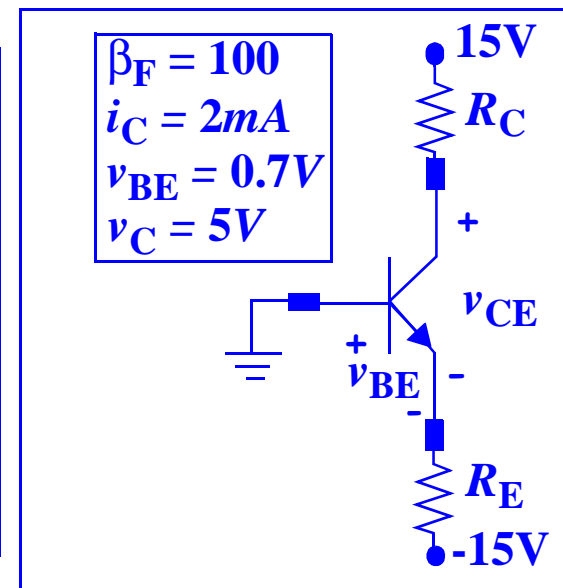 βF = 100
iC = 2mA
vBE = 0.7V
vC = 5V
15V
RC
+
vCE
+
vBE
-
-
RE
-15V